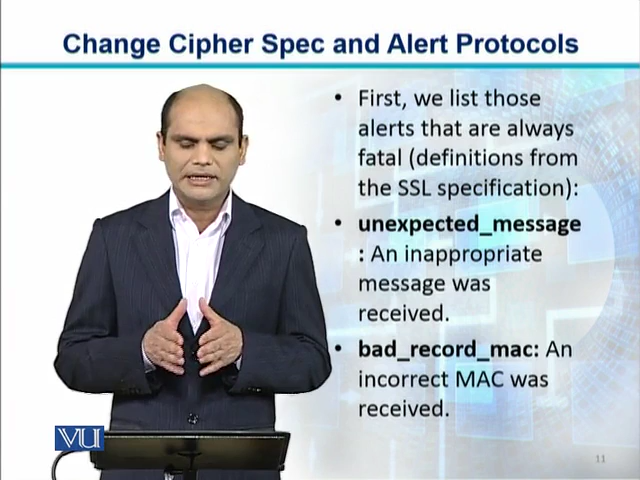 Change Cipher Spec and Alert Protocols
• First, we list those
alerts that are always
fatal (definitions from
the SSL specification):
• unexpected_message
: An inappropriate
message was
received.
• bad_record_mac: An
incorrect MAC was
received.
VU
11